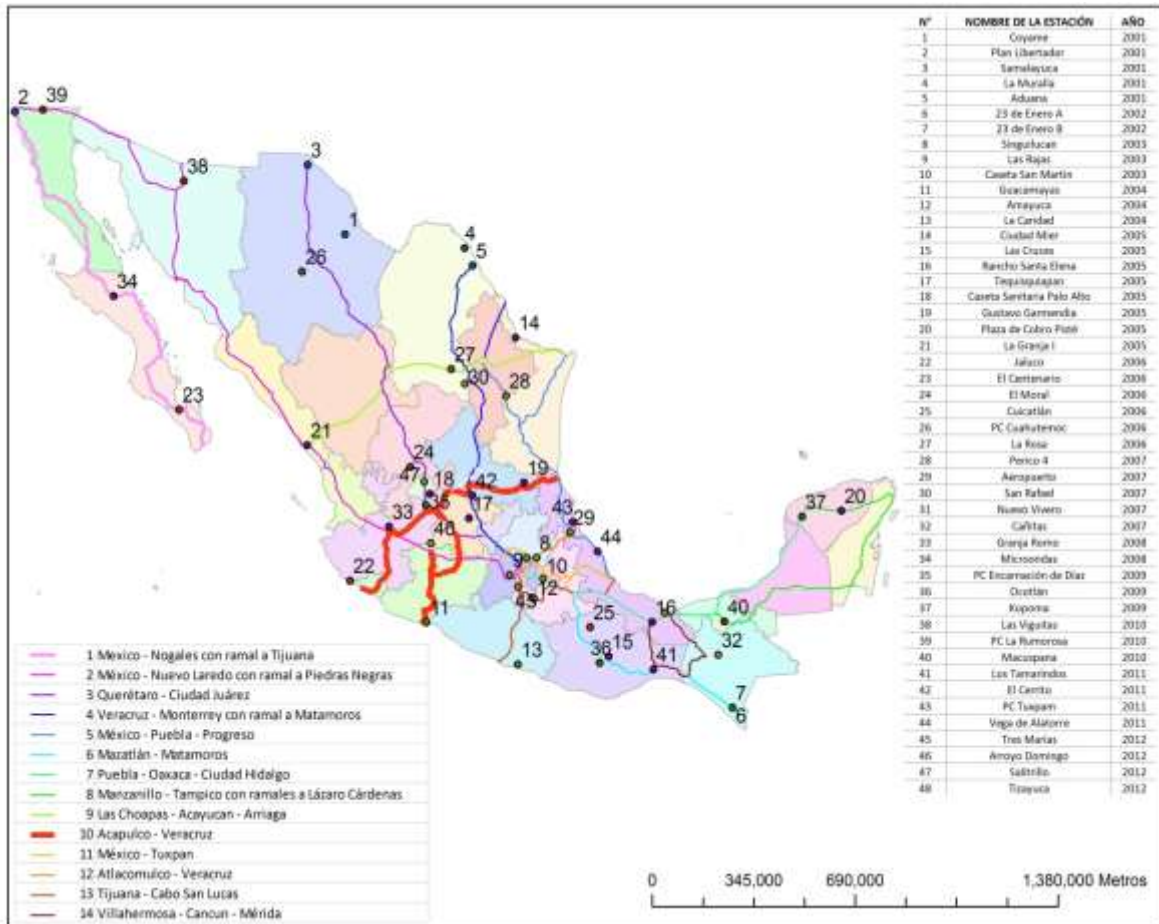 N° NOMBRE DE LA ESTACIÓN AÑO
1 Coyame 2001
2 Plan Libertador 2001
3 Samalayuca 2001
4 La Muralla 2001
5 Aduana 2001
6 23 de Enero A 2002
7 23 de Enero B 2002
8 Singuilucan 2003
9 Las Rajas 2003
10 Caseta San Martin 2003
11 Guacamayas 2004
12 Amayuca 2004
13 La Caridad 2004
14 Ciudad Mier 2005
15 Las Cruces 2005
16 Rancho Santa Elena 2005
17 Tequisquiapan 2005
18 Caseta Sanitaria Palo Alto 2005
19 Gustavo Garmendia 2005
20 Plaza de Cobro Pisté 2005
21 La Granja I 2005
22 Jaluco 2006
23 El Centenario 2006
24 El Moral 2006
25 Cuicatlán 2006
26 PC Cuahutemoc 2006
27 La Rosa 2006
28 Perico 4 2007
29 Aeropuerto 2007
30 San Rafael 2007
31 Nuevo Vivero 2007
32 Cañitas 2007
33 Granja Romo 2008
34 Microondas 2008
35 PC Encarnación de Díaz 2009
36 Ocotlán 2009
37 Kopoma 2009
38 Las Viguitas 2010
39 PC La Rumorosa 2010
40 Macuspana 2010
41 Los Tamarindos 2011
42 El Cerrito 2011
43 PC Tuxpam 2011
44 Vega de Alatorre 2011
45 Tres Marias 2012
46 Arroyo Domingo 2012
47 Salitrillo 2012
48 Tizayuca 2012
2
39
38
3
1
4
5
26
34
14
27
30
28
23
21
24
47
18
42
19
35
17
33
46
43
29
44
8
9
10
22
11
12
45
13
25
15
36
16
41
40
32
7
6
37
20
1 Mexico - Nogales con ramal a Tijuana
2 México - Nuevo Laredo con ramal a Piedras Negras
3 Querétaro - Ciudad Juárez
4 Veracruz - Monterrey con ramal a Matamoros
5 México - Puebla - Progreso
6 Mazatlán - Matamoros
7 Puebla - Oaxaca - Ciudad Hidalgo
8 Manzanillo - Tampico con ramales a Lázaro Cárdenas
9 Las Choapas - Acayucan - Arriaga
10 Acapulco - Veracruz
11 México - Tuxpan
12 Atlacomulco - Veracruz
13 Tijuana - Cabo San Lucas
14 Villahermosa - Cancun - Mérida
0 345,000 690,000 1,380,000 Metros